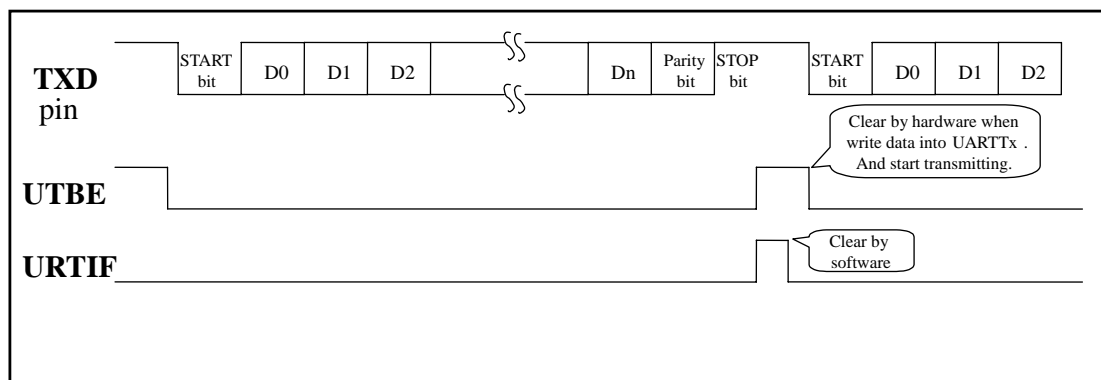 TXD
pin
START
bit
D0
D1
D2
Dn
Parity
bit
STOP
bit
START
bit
D0
D1
D2
Clear by hardware when
write data into UARTTx .
And start transmitting.
UTBE
URTIF
Clear by
software